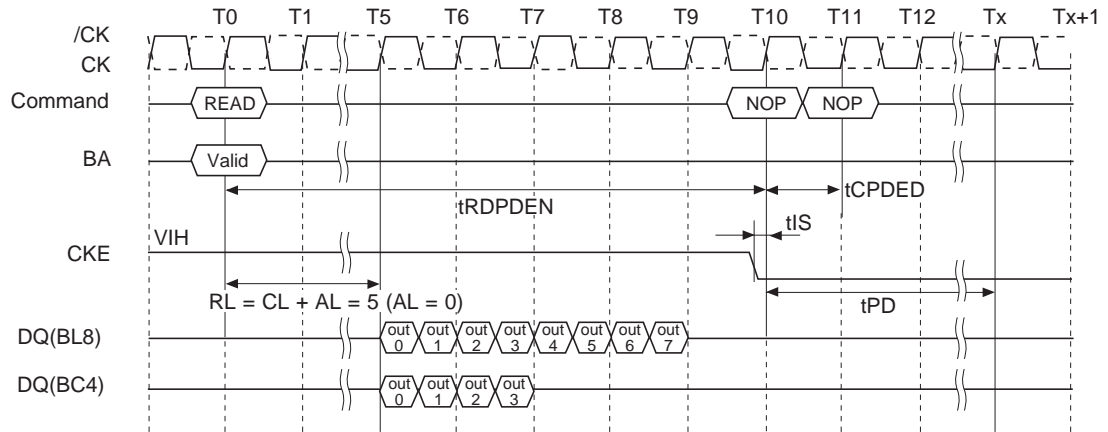 T0 T1 T5 T6 T7 T8 T9 T10 T11 T12 Tx Tx+1
/CK
CK
Command READ NOP NOP
BA Valid
tRDPDEN tCPDED
tIS
VIH
CKE
RL = CL + AL = 5 (AL = 0)
tPD
DQ(BL8) out 0 out 1 out 2 out 3 out 4 out 5 out 6 out 7
DQ(BC4) out 0 out 1 out 2 out 3